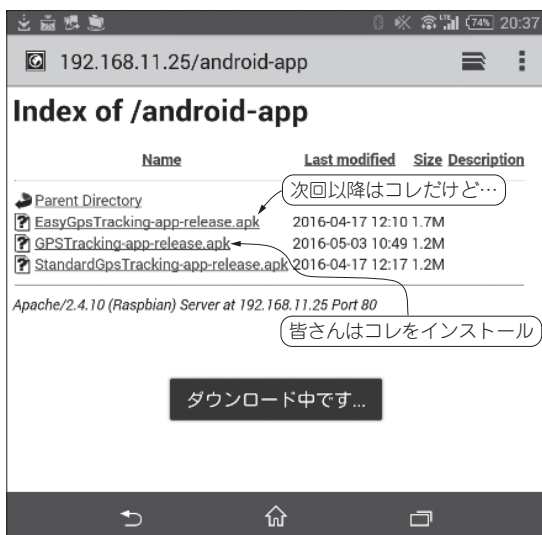 74% 20:37
192.168.11.25/android-app
Index of /android-app
Name Last modified Size Description
Parent Directory
次回以降はコレだけど…
EasyGpsTracking-app-release.apk 2016-04-17 12:10 1.7M
GPSTracking-app-release.apk 2016-05-03 10:49 1.2M
StandardGpsTracking-app-release.apk 2016-04-17 12:17 1.2M
Apache/2.4.10 (Raspbian) Server at 192.168.11.25 Port 80
皆さんはコレをインストール
ダウンロード中です...